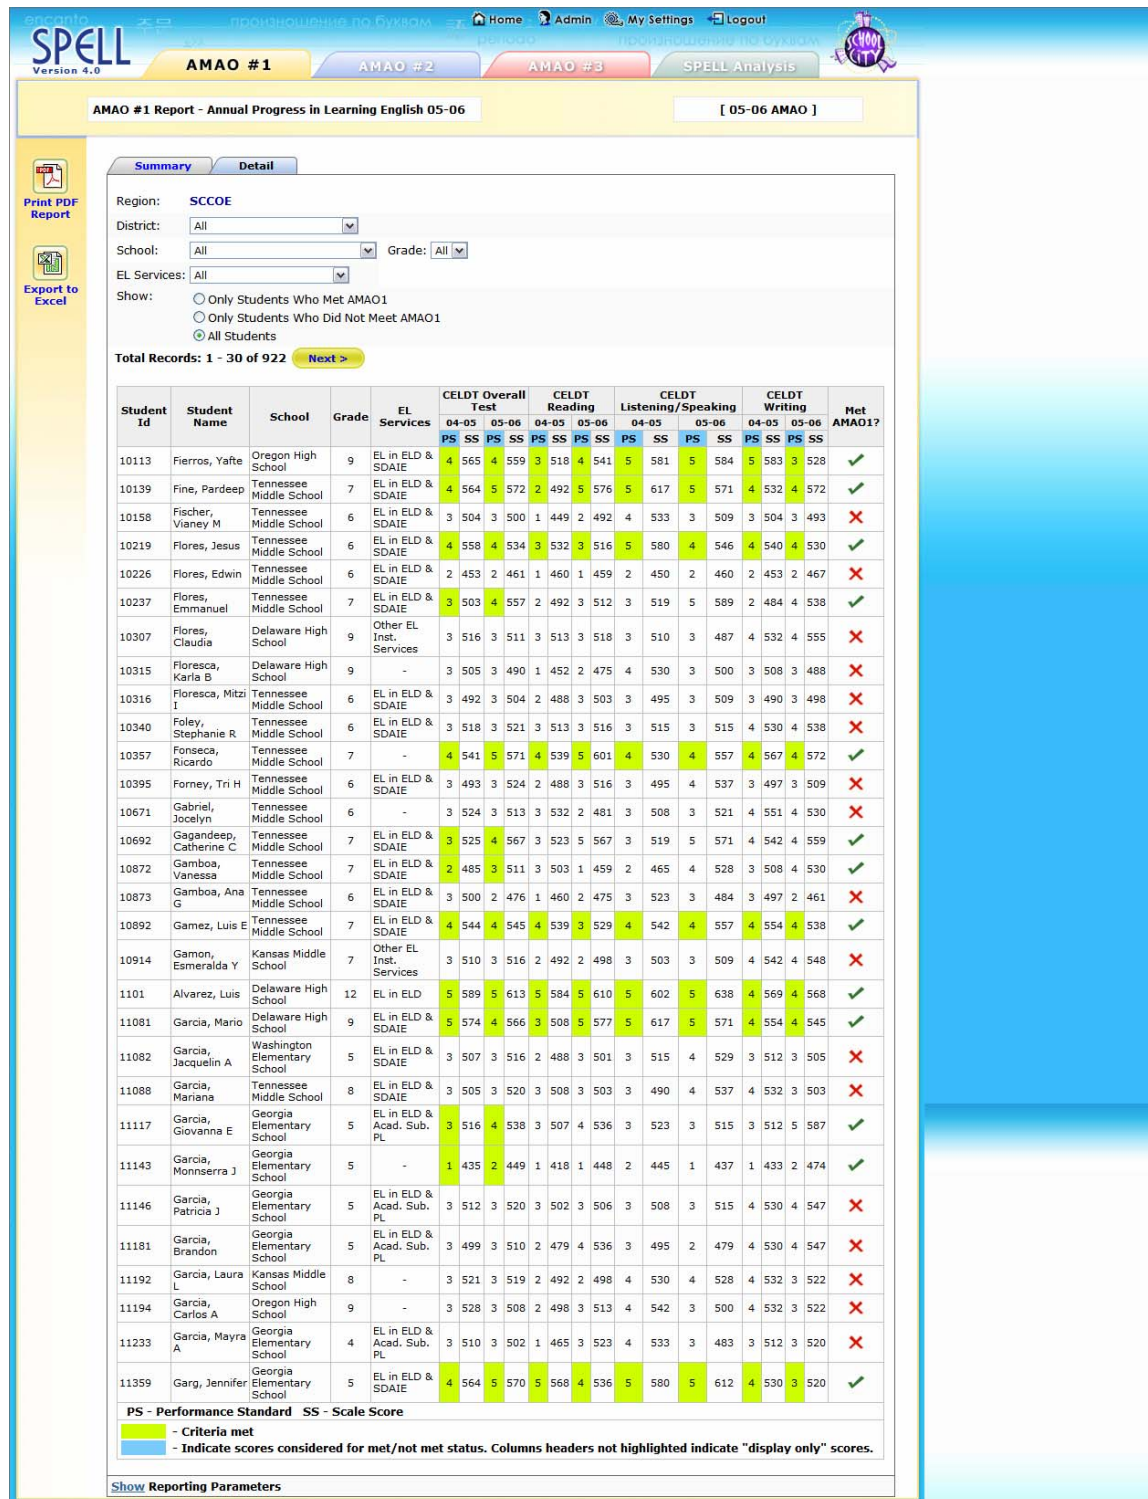 encanto 주문 произношение по буквам
periodo произношение по буквам
SPELL
Version 4.0
Home Admin My Settings Logout
SCHOOL CITY
AMAO #1 AMAO #2 AMAO #3 SPELL Analysis
AMAO #1 Report - Annual Progress in Learning English 05-06 [ 05-06 AMAO ]
Print PDF Report
Export to Excel
Summary Detail
Region: SCCOE
District: All
School: All Grade: All
EL Services: All
Show: Only Students Who Met AMAO1
Only Students Who Did Not Meet AMAO1
All Students
Total Records: 1 - 30 of 922 Next >
Student Id Student Name School Grade EL Services CELDT Overall Test CELDT Reading CELDT Listening/Speaking CELDT Writing Met AMAO1?
04-05 05-06 04-05 05-06 04-05 05-06 04-05 05-06
PS SS PS SS PS SS PS SS PS SS PS SS PS SS PS SS
10113 Fierros, Yafte Oregon High School 9 EL in ELD & SDAIE 4 565 4 559 3 518 4 541 5 581 5 584 5 583 3 528
10139 Fine, Pardeep Tennessee Middle School 7 EL in ELD & SDAIE 4 564 5 572 2 492 5 576 5 617 5 571 4 532 4 572
10158 Fischer, Vianey M Tennessee Middle School 6 EL in ELD & SDAIE 3 504 3 500 1 449 2 492 4 533 3 509 3 504 3 493
10219 Flores, Jesus Tennessee Middle School 6 EL in ELD & SDAIE 4 558 4 534 3 532 3 516 5 580 4 546 4 540 4 530
10226 Flores, Edwin Tennessee Middle School 6 EL in ELD & SDAIE 2 453 2 461 1 460 1 459 2 450 2 460 2 453 2 467
10237 Flores, Emmanuel Tennessee Middle School 7 EL in ELD & SDAIE 3 503 4 557 2 492 3 512 3 519 5 589 2 484 4 538
10307 Flores, Claudia Delaware High School 9 Other EL Inst. Services 3 516 3 511 3 513 3 518 3 510 3 487 4 532 4 555
10315 Floresca, Karla B Delaware High School 9 - 3 505 3 490 1 452 2 475 4 530 3 500 3 508 3 488
10316 Floresca, Mitzi I Tennessee Middle School 6 EL in ELD & SDAIE 3 492 3 504 2 488 3 503 3 495 3 509 3 490 3 498
10340 Foley, Stephanie R Tennessee Middle School 6 EL in ELD & SDAIE 3 518 3 521 3 513 3 516 3 515 3 515 4 530 4 538
10357 Fonseca, Ricardo Tennessee Middle School 7 - 4 541 5 571 4 539 5 601 4 530 4 557 4 567 4 572
10395 Forney, Tri H Tennessee Middle School 6 EL in ELD & SDAIE 3 493 3 524 2 488 3 516 3 495 4 537 3 497 3 509
10671 Gabriel, Jocelyn Tennessee Middle School 6 - 3 524 3 513 3 532 2 481 3 508 3 521 4 551 4 530
10692 Gagandeep, Catherine C Tennessee Middle School 7 EL in ELD & SDAIE 3 525 4 567 3 523 5 567 3 519 5 571 4 542 4 559
10872 Gamboa, Vanessa Tennessee Middle School 7 EL in ELD & SDAIE 2 485 3 511 3 503 1 459 2 465 4 528 3 508 4 530
10873 Gamboa, Ana G Tennessee Middle School 6 EL in ELD & SDAIE 3 500 2 476 1 460 2 475 3 523 3 484 3 497 2 461
10892 Gamez, Luis E Tennessee Middle School 7 EL in ELD & SDAIE 4 544 4 545 4 539 3 529 4 542 4 557 4 554 4 538
10914 Gamon, Esmeralda Y Kansas Middle School 7 Other EL Inst. Services 3 510 3 516 2 492 2 498 3 503 3 509 4 542 4 548
1101 Alvarez, Luis Delaware High School 12 EL in ELD 5 589 5 613 5 584 5 610 5 602 5 638 4 569 4 568
11081 Garcia, Mario Delaware High School 9 EL in ELD & SDAIE 5 574 4 566 3 508 5 577 5 617 5 571 4 554 4 545
11082 Garcia, Jacquelin A Washington Elementary School 5 EL in ELD & SDAIE 3 507 3 516 2 488 3 501 3 515 4 529 3 512 3 505
11088 Garcia, Mariana Tennessee Middle School 8 EL in ELD & SDAIE 3 505 3 520 3 508 3 503 3 490 4 537 4 532 3 503
11117 Garcia, Giovanna E Georgia Elementary School 5 EL in ELD & Acad. Sub. PL 3 516 4 538 3 507 4 536 3 523 3 515 3 512 5 587
11143 Garcia, Monnserra J Georgia Elementary School 5 - 1 435 2 449 1 418 1 448 2 445 1 437 1 433 2 474
11146 Garcia, Patricia J Georgia Elementary School 5 EL in ELD & Acad. Sub. PL 3 512 3 520 3 502 3 506 3 508 3 515 4 530 4 547
11181 Garcia, Brandon Georgia Elementary School 5 EL in ELD & Acad. Sub. PL 3 499 3 510 2 479 4 536 3 495 2 479 4 530 4 547
11192 Garcia, Laura L Kansas Middle School 8 - 3 521 3 519 2 492 2 498 4 530 4 528 4 532 3 522
11194 Garcia, Carlos A Oregon High School 9 - 3 528 3 508 2 498 3 513 4 542 3 500 4 532 3 522
11233 Garcia, Mayra A Georgia Elementary School 4 EL in ELD & Acad. Sub. PL 3 510 3 502 1 465 3 523 4 533 3 483 3 512 3 520
11359 Garg, Jennifer Georgia Elementary School 5 EL in ELD & SDAIE 4 564 5 570 5 568 4 536 5 580 5 612 4 530 3 520
PS - Performance Standard SS - Scale Score
- Criteria met
- Indicate scores considered for met/not met status. Columns headers not highlighted indicate "display only" scores.
Show Reporting Parameters